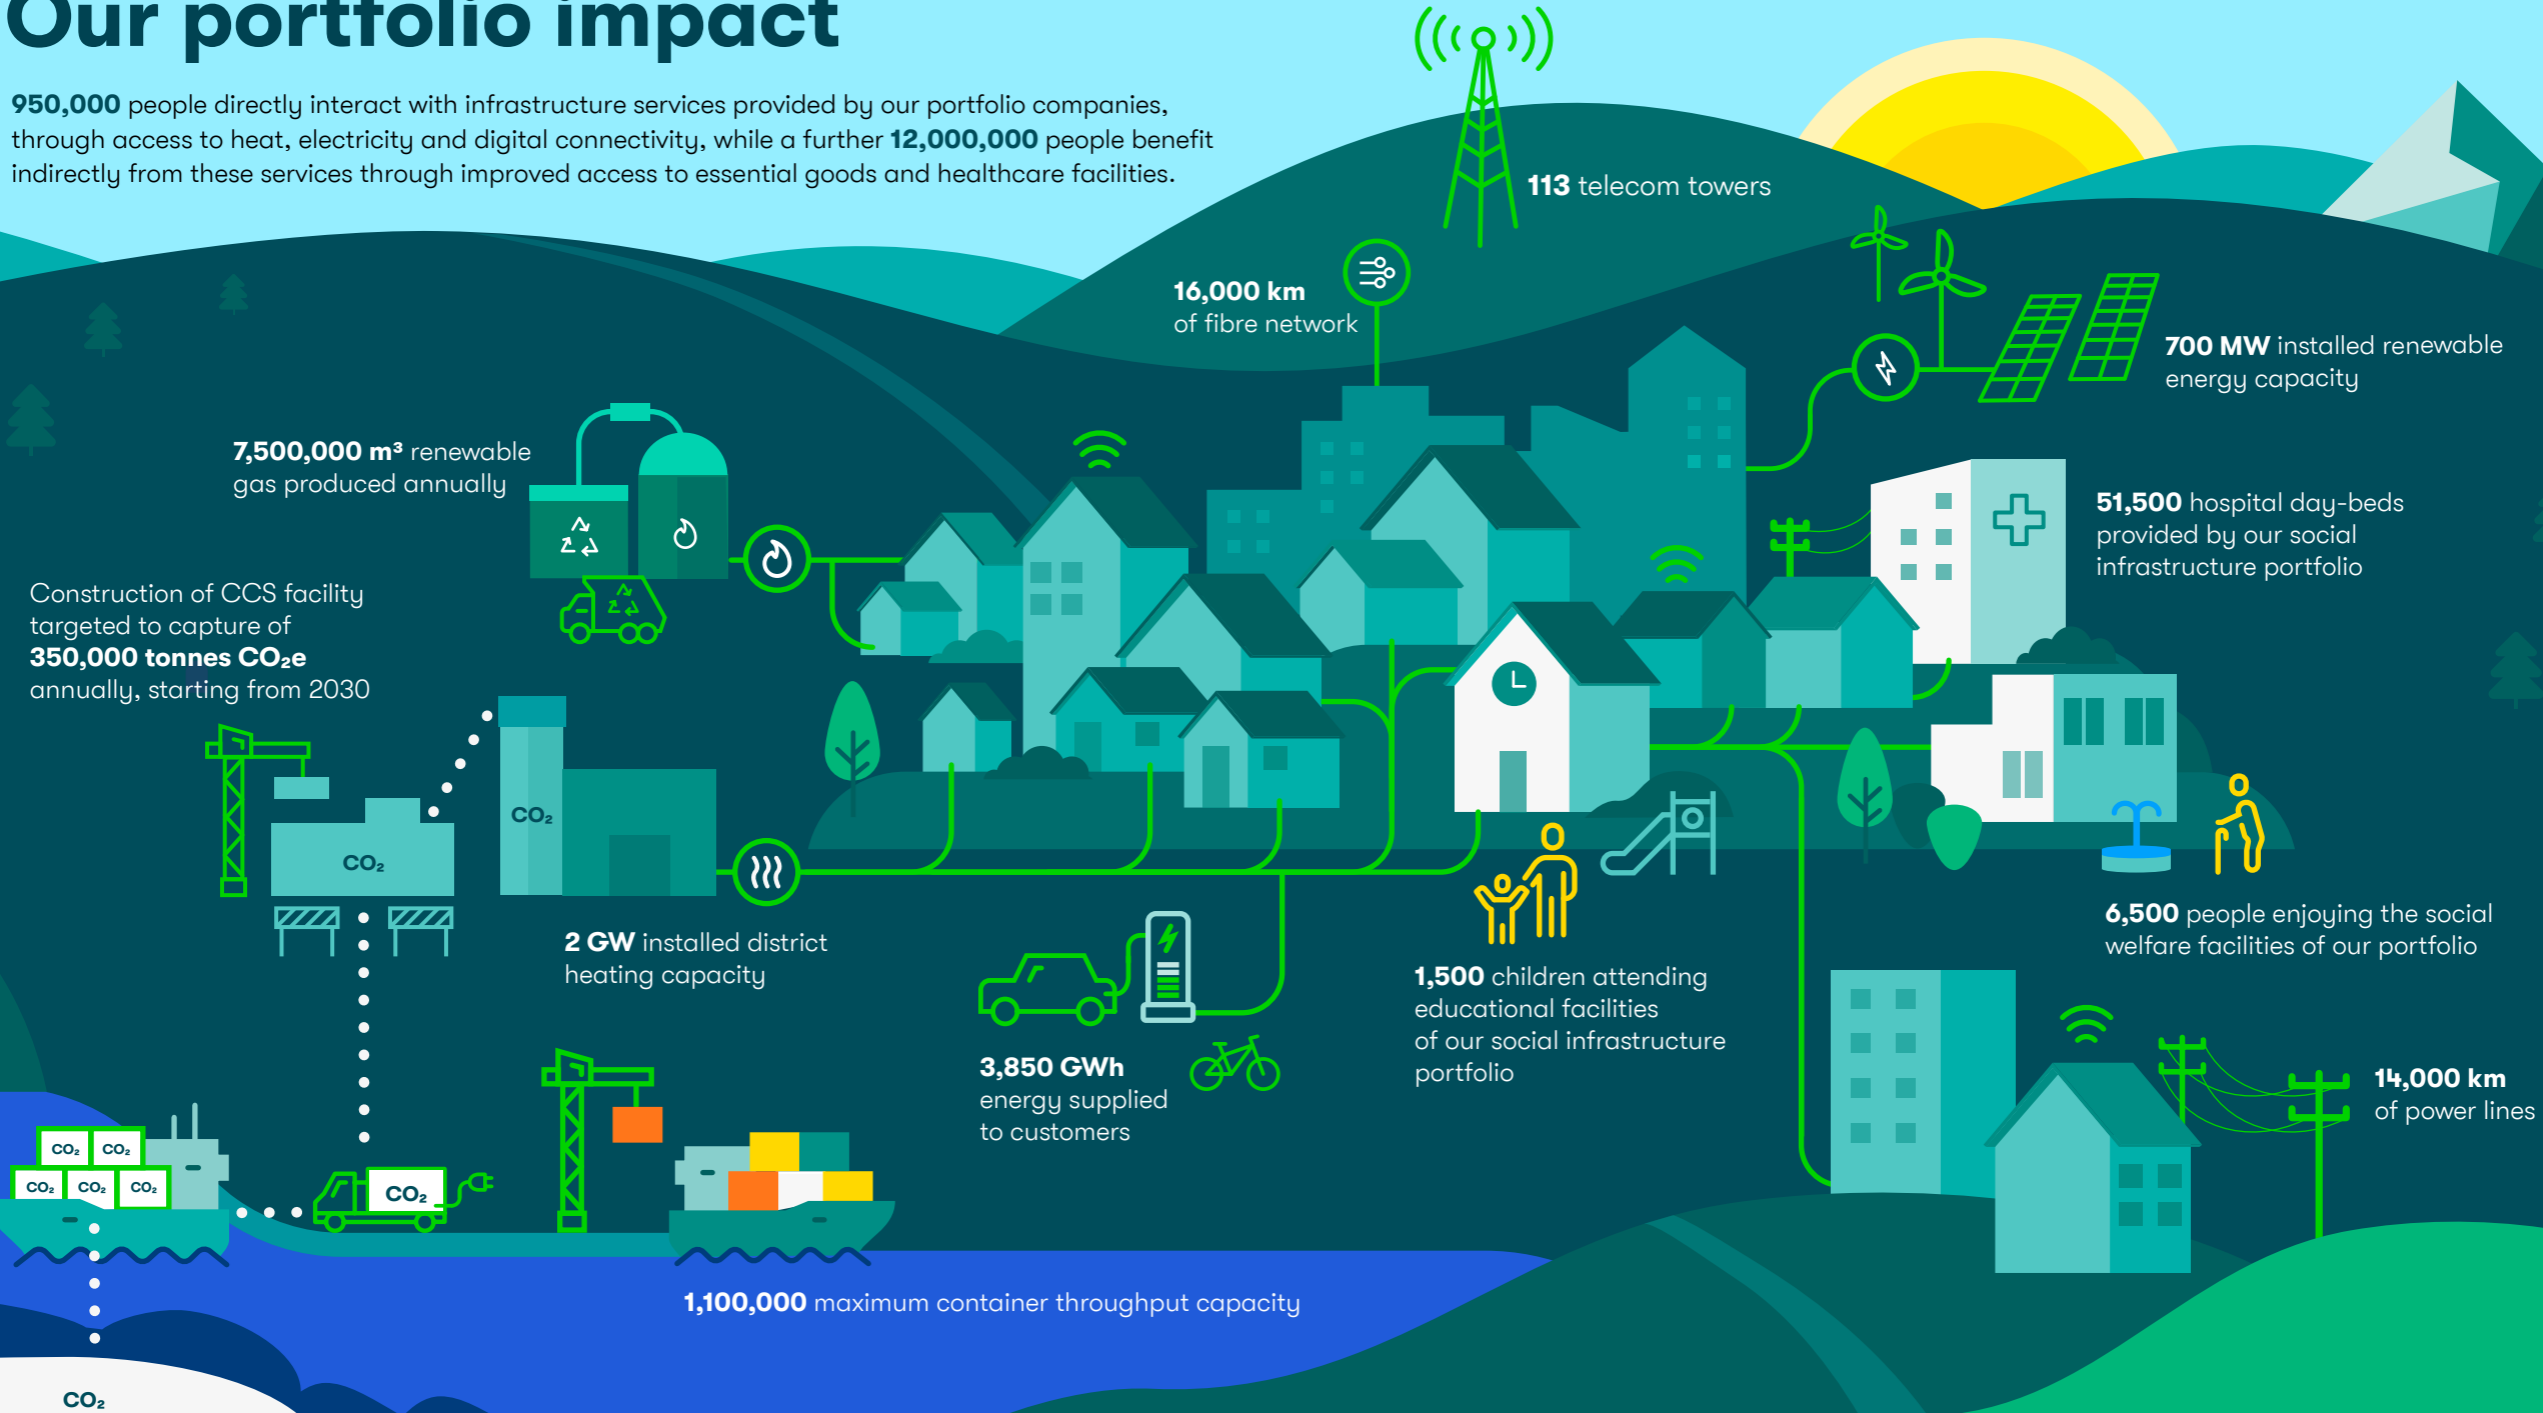 Our portfolio impact
950,000 people directly interact with infrastructure services provided by our portfolio companies,
through access to heat, electricity and digital connectivity, while a further 12,000,000 people benefit
indirectly from these services through improved access to essential goods and healthcare facilities.
113 telecom towers
16,000 km
of fibre network
700 MW installed renewable
energy capacity
7,500,000 m³ renewable
gas produced annually
51,500 hospital day-beds
provided by our social
infrastructure portfolio
Construction of CCS facility
targeted to capture of
350,000 tonnes CO₂e
annually, starting from 2030
CO₂
CO₂
2 GW installed district
heating capacity
6,500 people enjoying the social
welfare facilities of our portfolio
1,500 children attending
educational facilities
of our social infrastructure
portfolio
3,850 GWh
energy supplied
to customers
14,000 km
of power lines
CO₂ CO₂
CO₂ CO₂ CO₂
CO₂
1,100,000 maximum container throughput capacity
CO₂